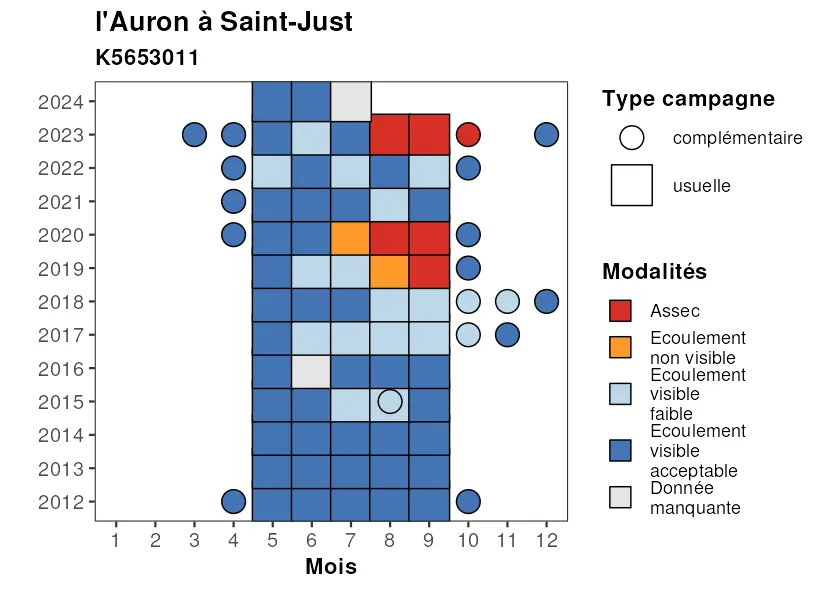 l'Auron à Saint-Just
K5653011
2024
2023
2022
2021
2020
2019
2018
2017
2016
2015
2014
2013
2012
1 2 3 4 5 6 7 8 9 10 11 12
Mois
Type campagne
complémentaire
usuelle
Modalités
Assec
Ecoulement
non visible
Ecoulement
visible
faible
Ecoulement
visible
acceptable
Donnée
manquante